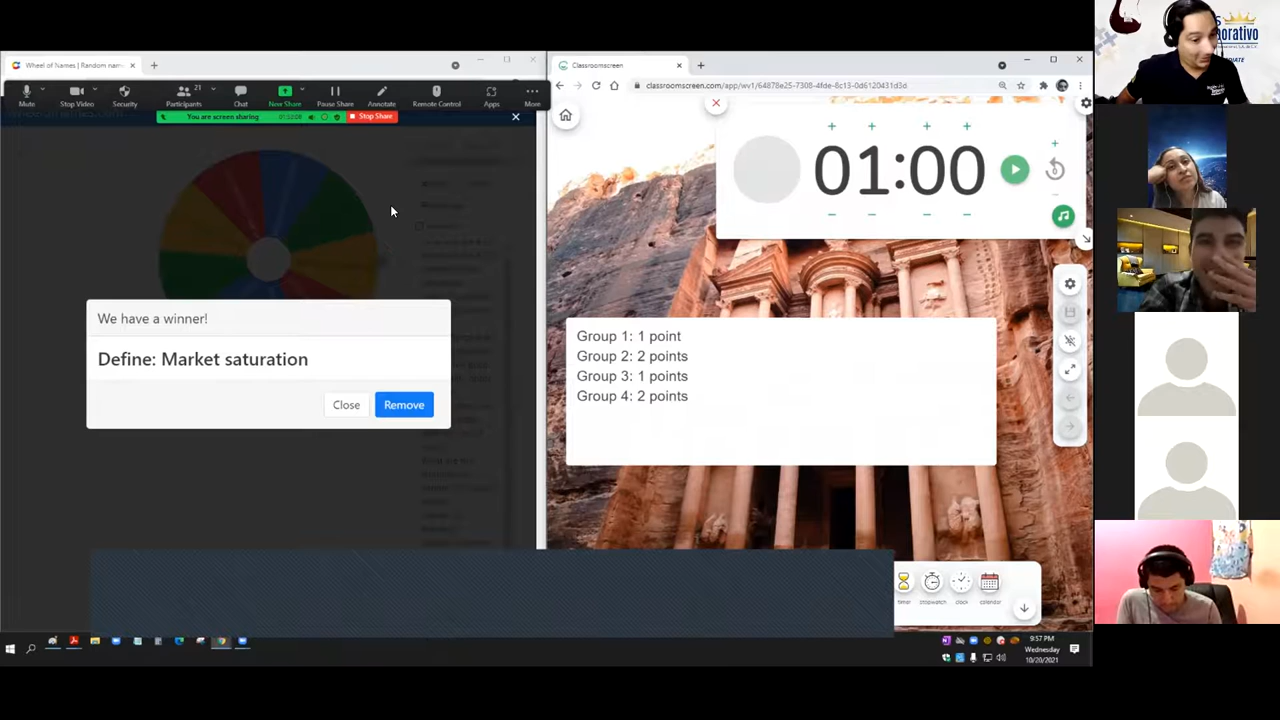 Wheel of Names | Random nam
Classroomscreen
classroomscreen.com/app/wv1/64878e25-7308-4fde-8c13-0d6120431d3d
21
Mute
Stop Video
Security
Participants
Chat
New Share
Pause Share
Annotate
Remote Control
Apps
More
You are screen sharing
Stop Share
01:00
We have a winner!
Define: Market saturation
Close
Remove
Group 1: 1 point
Group 2: 2 points
Group 3: 1 points
Group 4: 2 points
timer
stopwatch
clock
calendar
9:57 PM
Wednesday
10/20/2021